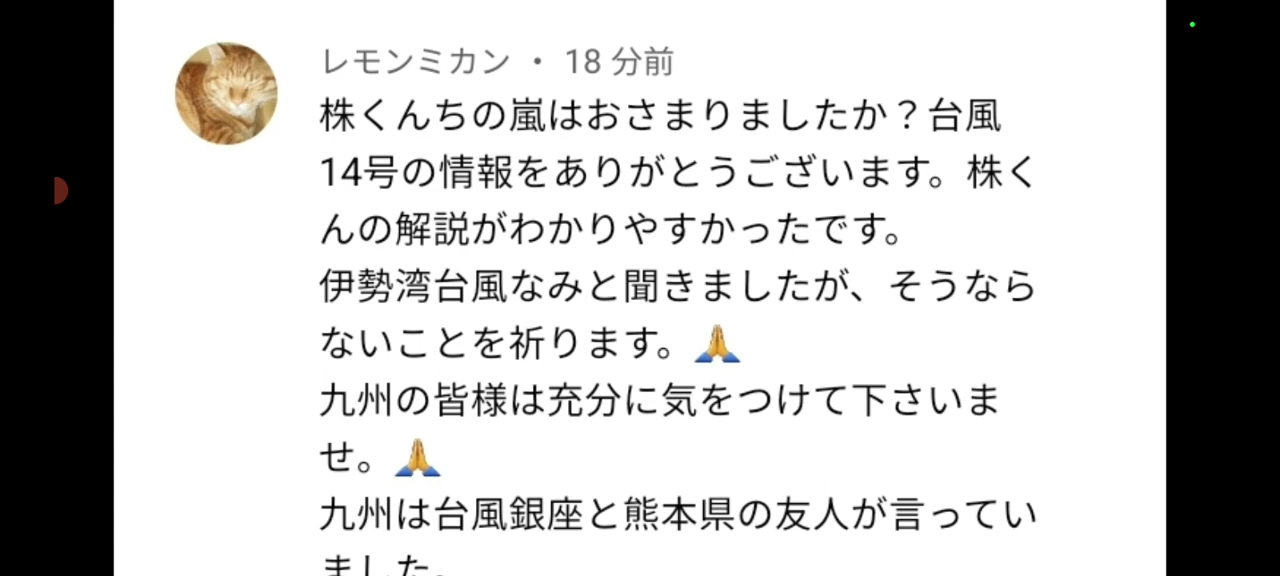 レモンミカン ・ 18 分前
株くんちの嵐はおさまりましたか？台風
14号の情報をありがとうございます。株く
んの解説がわかりやすかったです。
伊勢湾台風なみと聞きましたが、そうなら
ないことを祈ります。🙏
九州の皆様は充分に気をつけて下さいま
せ。🙏
九州は台風銀座と熊本県の友人が言ってい
ました。